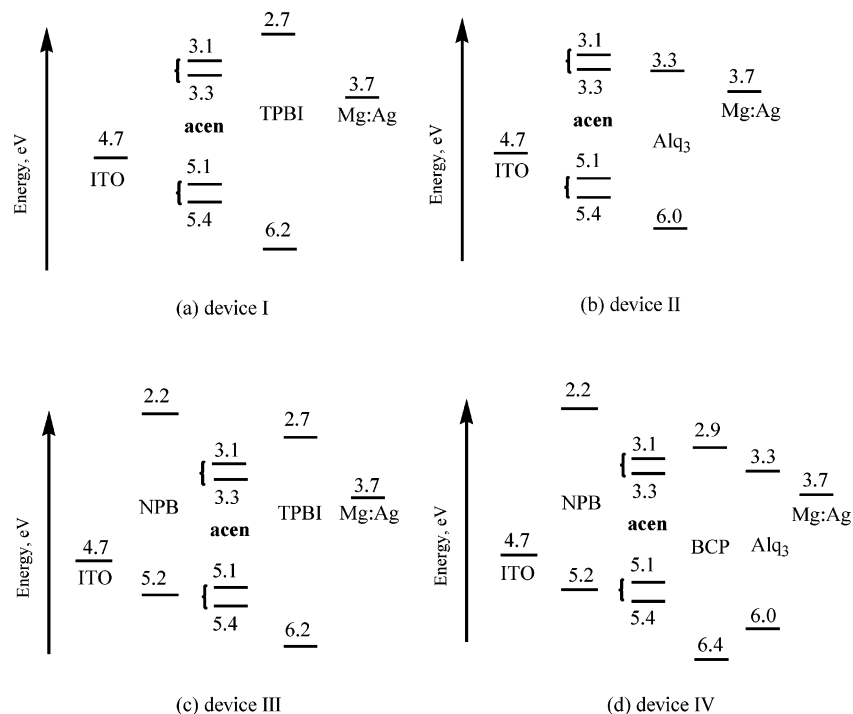 Energy, eV
4.7
ITO
3.1
3.3
acen
5.1
5.4
2.7
TPBI
6.2
3.7
Mg:Ag
(a) device I
Energy, eV
4.7
ITO
3.1
3.3
acen
5.1
5.4
3.3
Alq3
6.0
3.7
Mg:Ag
(b) device II
Energy, eV
4.7
ITO
2.2
NPB
5.2
3.1
3.3
acen
5.1
5.4
2.7
TPBI
6.2
3.7
Mg:Ag
(c) device III
Energy, eV
4.7
ITO
2.2
NPB
5.2
3.1
3.3
acen
5.1
5.4
2.9
BCP
6.4
3.3
Alq3
6.0
3.7
Mg:Ag
(d) device IV